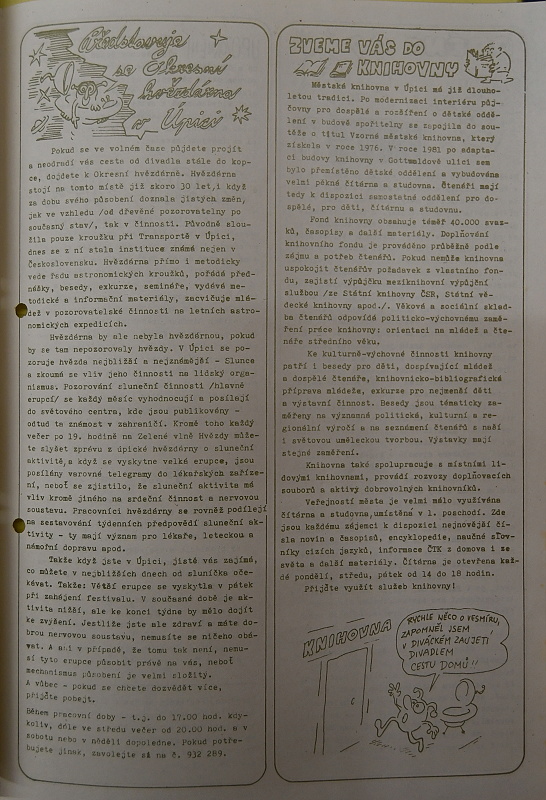 Představuje
se Okresní
hvězdárna
v Úpici
Pokud se ve volném čase půjdete projít
a neodradí vás cesta od divadla stále do kop-
ce, dojdete k Okresní hvězdárně. Hvězdárna
stojí na tomto místě již skoro 30 let,i když
za dobu svého působení doznala jistých změn,
jak ve vzhledu /od dřevěné pozorovatelny po
současný stav/, tak v činnosti. Původně slou-
žila pouze kroužku při Transportě v Úpici,
dnes se z ní stala instituce známé nejen v
Československu. Hvězdárna přímo i metodicky
vede řadu astronomických kroužků, pořádá před-
nášky, besedy, exkurze, semináře, vydává me-
todické a informační materiály, zacvičuje mlá-
dež v pozorovatelské činnosti na letních astro-
nomických expedicích.
Hvězdárna by ale nebyla hvězdárnou, pokud
by se tam nepozorovaly hvězdy. V Úpici se po-
zoruje hvězda nejbližší a nejznámější - Slunce
a zkoumá se vliv jeho činnosti na lidský orga-
nismus. Pozorování sluneční činnosti /hlavně
erupcí/ se každý měsíc vyhodnocují a posílají
do světového centra, kde jsou publikovány -
odtud ta známost v zahraničí. Kromě toho každý
večer po 19. hodině na Zelené vlně Hvězdy může-
te slyšet zprávu z úpické hvězdárny o sluneční
aktivitě,a když se vyskytne velká erupce, jsou
posílány varovné telegramy do lékařských zaříze-
ní, neboť se zjistilo, že sluneční aktivita má
vliv kromě jiného na srdeční činnost a nervovou
soustavu. Pracovníci hvězdárny se rovněž podílejí
na sestavování týdenních předpovědí sluneční ak-
tivity - ty mají význam pro lékaře, leteckou a
námořní dopravu apod.
Takže když jste v Úpici, jistě vás zajímá,
co můžete v nejbližších dnech od sluníčka oče-
kávat. Takže: Větší erupce se vyskytla v pátek
při zahájení festivalu. V současné době je ak-
tivita nižší, ale ke konci týdne by mělo dojít
ke zvýšení. Jestliže jste ale zdraví a máte do-
brou nervovou soustavu, nemusíte se ničeho obá-
vat. A ani v případě, že tomu tak není, nemu-
sí tyto erupce působit právě na vás, neboť
mechanismus působení je velmi složitý.
A vůbec - pokud se chcete dozvědět více,
přijďte pobejt.
Během pracovní doby - t.j. do 17.00 hod. kdy-
koliv, dále ve středu večer od 20.00 hod. a v
sobotu nebo v neděli dopoledne. Pokud potře-
bujete jinak, zavolejte si na č. 932 289.
ZVEME VÁS DO
KNIHOVNY
Městská knihovna v Úpici má již dlouho-
letou tradici. Po modernizaci interiéru půj-
čovny pro dospělé a rozšíření o dětské oddě-
lení v budově spořitelny se zapojila do sou-
těže o titul Vzorné městské knihovna, který
získala v roce 1976. V roce 1981 po adapta-
ci budovy knihovny v Gottwaldově ulici sem
bylo přemístěno dětské oddělení a vybudována
velmi pěkná čítárna a studovna. Čtenáři mají
tedy k dispozici samostatné oddělení pro do-
spělé, pro děti, čítárnu a studovnu.
Fond knihovny obsahuje téměř 40.000 svaz-
ků, časopisy a další materiály. Doplňování
knihovního fondu je prováděno průběžně podle
zájmu a potřeb čtenářů. Pokud nemůže knihovna
uspokojit čtenářův požadavek z vlastního fon-
du, zajistí výpůjčku meziknihovní výpůjční
službou /ze Státní knihovny ČSR, Státní vě-
decké knihovny apod./. Věková a sociální sklad-
ba čtenářů odpovídá politicko-výchovnému zamě-
ření práce knihovny: orientaci na mládež a čte-
náře středního věku.
Ke kulturně-výchovné činnosti knihovny
patří i besedy pro děti, dospívající mládež
a dospělé čtenáře, knihovnicko-bibliografická
příprava mládeže, exkurze pro nejmenší děti
a výstavní činnost. Besedy jsou tématicky za-
měřeny na významná politická, kulturní a re-
gionální výročí a na seznámení čtenářů s naší
i světovou uměleckou tvorbou. Výstavky mají
stejné zaměření.
Knihovna také spolupracuje s místními li-
dovými knihovnami, provádí rozvozy doplňovacích
souborů a aktivy dobrovolných knihovníků.
Veřejností města je velmi málo využívána
čítárna a studovna,umístěná v 1. poschodí. Zde
jsou každému zájemci k dispozici nejnovější čí-
sla novin a časopisů, encyklopedie, naučné slov-
níky cizích jazyků, informace ČTK z domova i ze
světa a další materiály. Čítárna je otevřena kaž-
dé pondělí, středu, pátek od 14 do 18 hodin.
Přijďte využít služeb knihovny!
KNIHOVNA
RYCHLE NĚCO O VESMÍRU,
ZAPOMNĚL JSEM
V DIVÁCKÉM ZAUJETÍ
DIVADLEM
CESTU DOMŮ!!